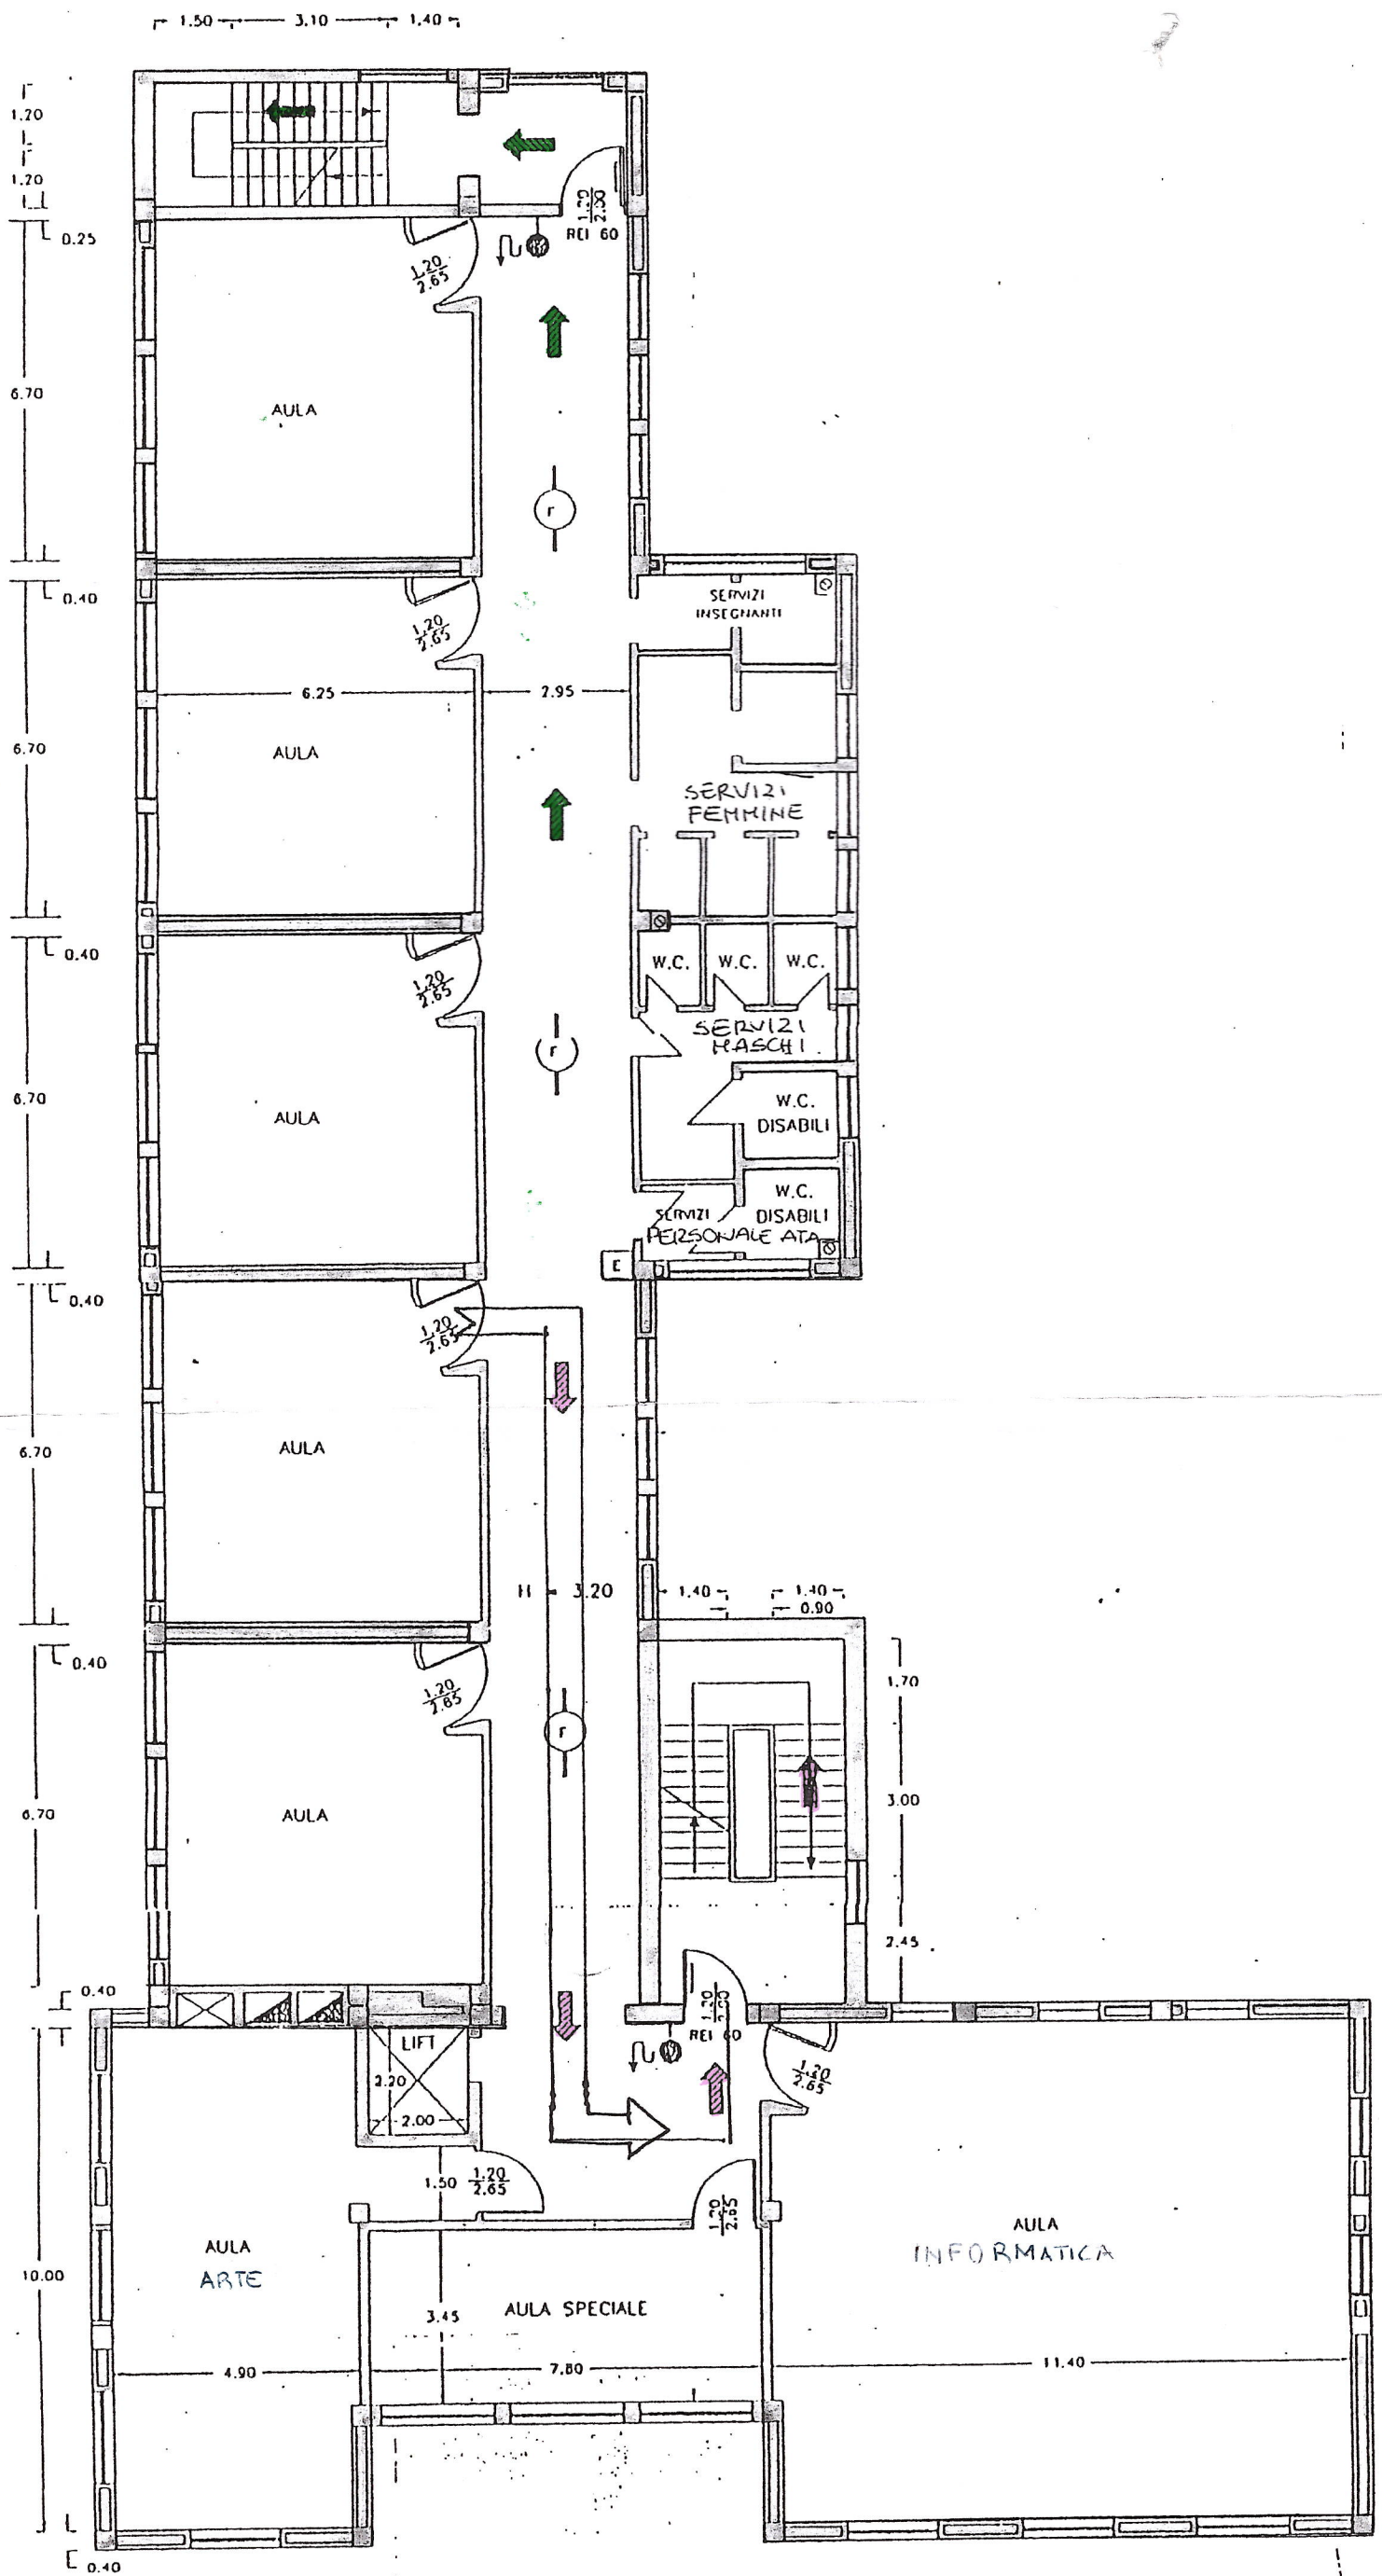 1.50 3.10 1.40
1.20
1.20
0.25
1.20
2.00
REI 60
1.20
2.65
6.70
AULA
r
0.40
1.20
2.65
SERVIZI
INSEGNANTI
6.25 2.95
6.70
AULA
SERVIZI
FEMMINE
0.40
1.20
2.65
W.C. W.C. W.C.
SERVIZI
MASCHI
r
6.70
AULA
W.C.
DISABILI
W.C.
DISABILI
SERVIZI
PERSONALE ATA
E
0.40
1.20
2.65
6.70
AULA
H 3.20
1.40 1.40
0.90
0.40
1.20
2.65
1.70
r
6.70
AULA
3.00
2.45
0.40
1.20
2.00
REI 60
LIFT
2.20
2.00
1.20
2.65
1.50
1.20
2.65
1.20
2.65
AULA
ARTE
AULA
INFORMATICA
10.00
3.45
AULA SPECIALE
4.90 7.80 11.40
0.40